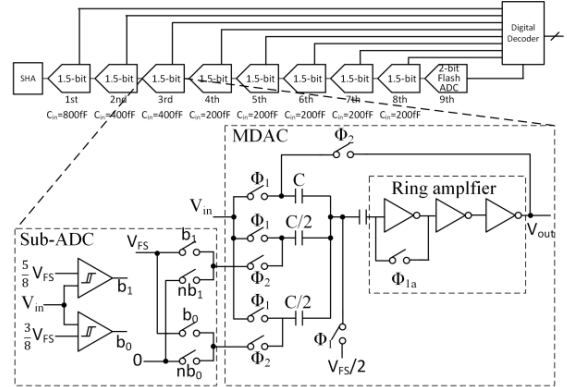 Digital
Decoder
SHA
1.5-bit 1.5-bit 1.5-bit 1.5-bit 1.5-bit 1.5-bit 1.5-bit 1.5-bit
2-bit
Flash
ADC
1st 2nd 3rd 4th 5th 6th 7th 8th 9th
Cin=800fF Cin=400fF Cin=400fF Cin=200fF Cin=200fF Cin=200fF Cin=200fF Cin=200fF
MDAC
Φ2
Φ1
C
Ring amplfier
Vin
Φ1
C/2
Vout
Sub-ADC
VFS
b1
Φ2
Φ1a
5/8 VFS
b1
nb1
Φ1
C/2
Vin
b0
Φ1
3/8 VFS
b0
0
nb0
Φ2
VFS/2